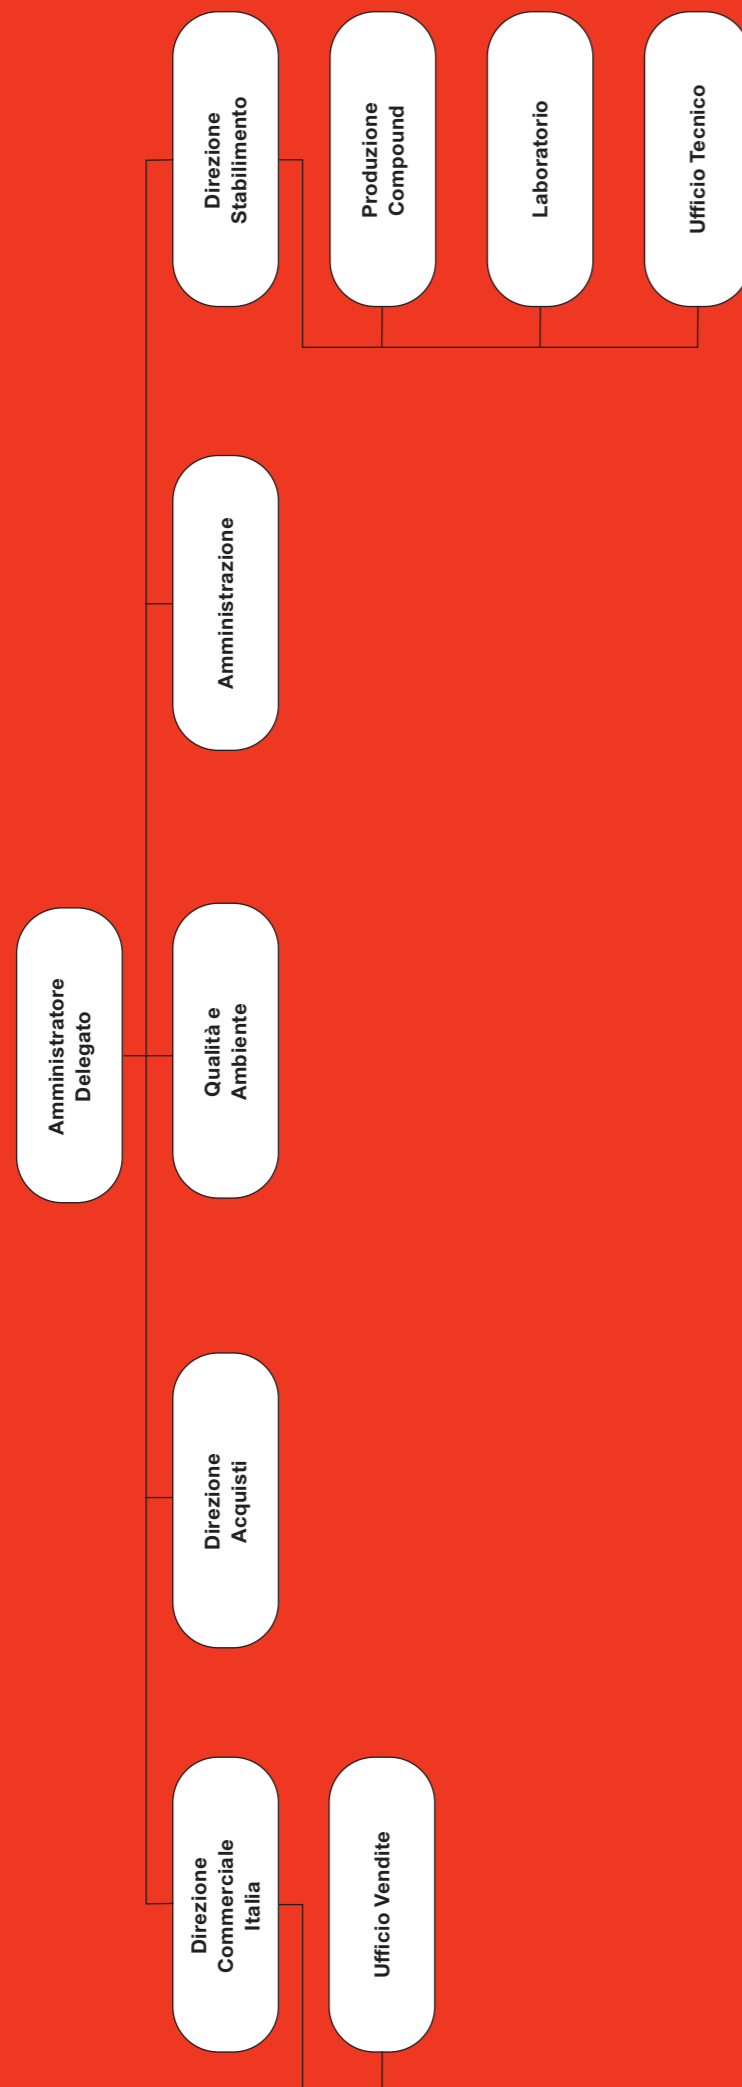 Amministratore
Delegato
Direzione
Commerciale
Italia
Direzione
Acquisti
Qualità e
Ambiente
Amministrazione
Direzione
Stabilimento
Ufficio Vendite
Produzione
Compound
Laboratorio
Ufficio Tecnico